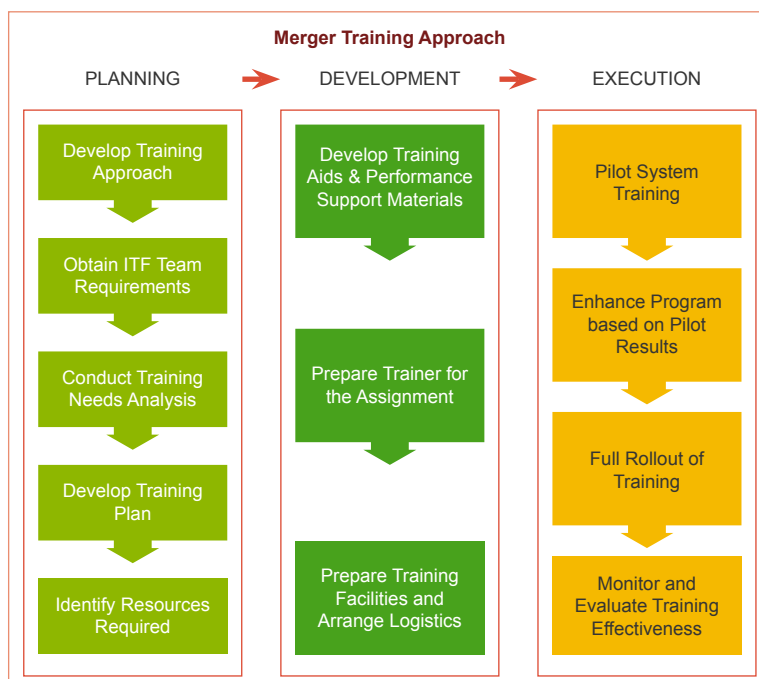 Merger Training Approach
PLANNING
DEVELOPMENT
EXECUTION
Develop Training
Approach
Obtain ITF Team
Requirements
Conduct Training
Needs Analysis
Develop Training
Plan
Identify Resources
Required
Develop Training
Aids & Performance
Support Materials
Prepare Trainer for
the Assignment
Prepare Training
Facilities and
Arrange Logistics
Pilot System
Training
Enhance Program
based on Pilot
Results
Full Rollout of
Training
Monitor and
Evaluate Training
Effectiveness